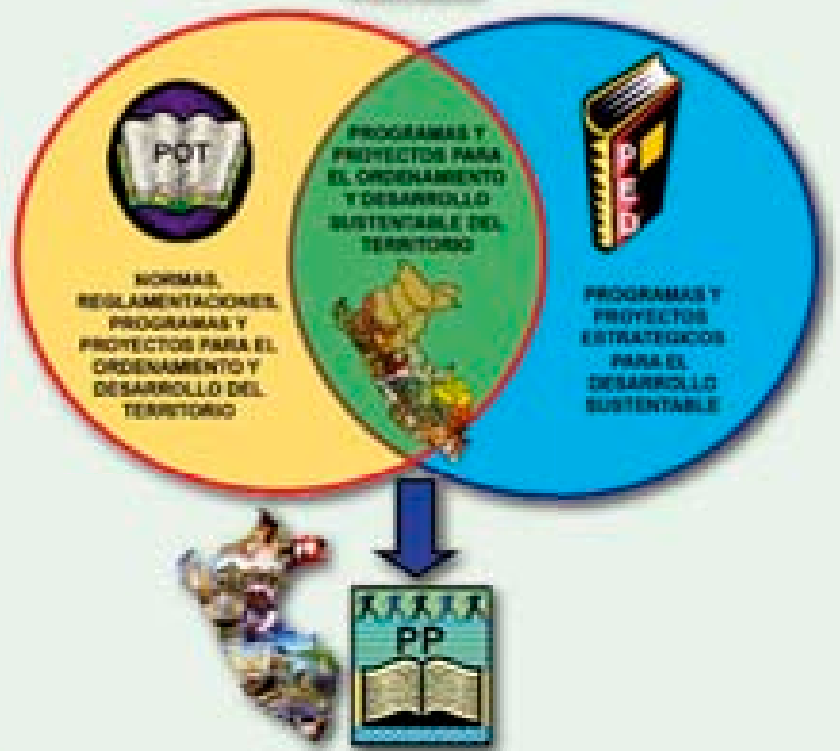 POT
NORMAS,
REGLAMENTACIONES,
PROGRAMAS Y
PROYECTOS PARA EL
ORDENAMIENTO Y
DESARROLLO DEL
TERRITORIO
PROGRAMAS Y
PROYECTOS PARA
EL ORDENAMIENTO
Y DESARROLLO
SUSTENTABLE DEL
TERRITORIO
PED
PROGRAMAS Y
PROYECTOS
ESTRATEGICOS
PARA EL
DESARROLLO
SUSTENTABLE
PP